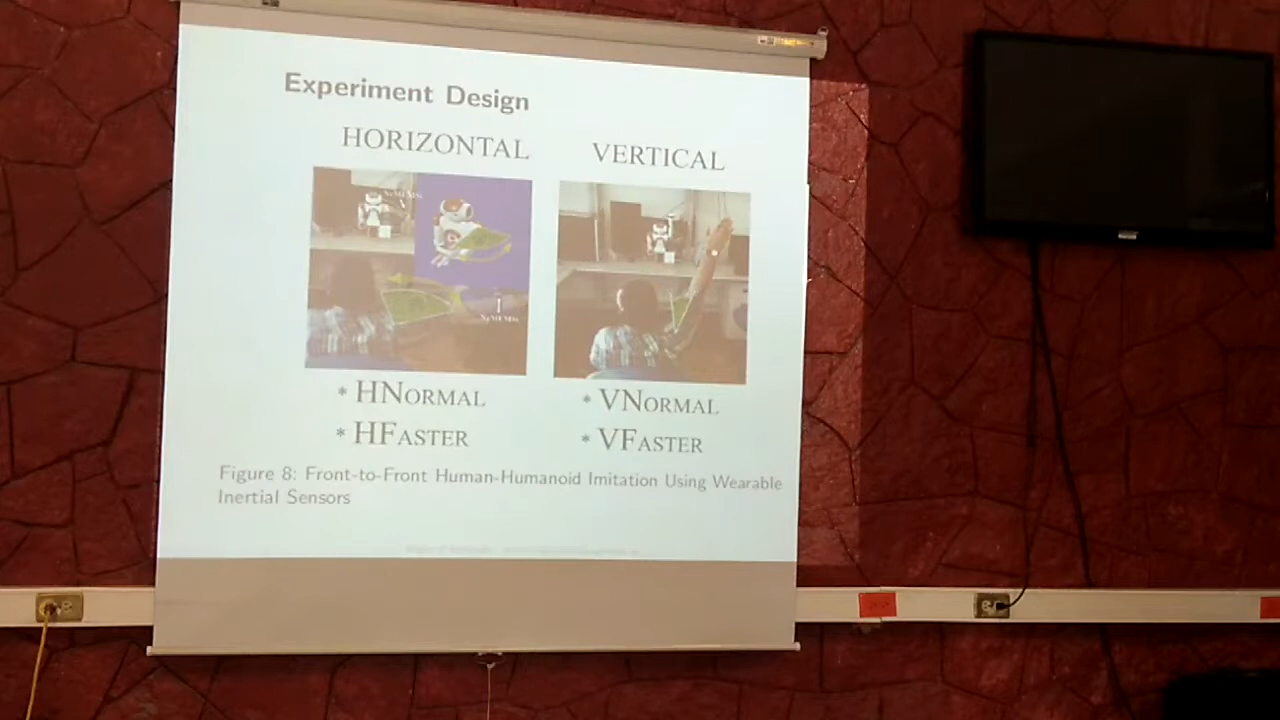 Experiment Design
HORIZONTAL VERTICAL
* HNORMAL * VNORMAL
* HFASTER * VFASTER
Figure 8: Front-to-Front Human-Humanoid Imitation Using Wearable
Inertial Sensors